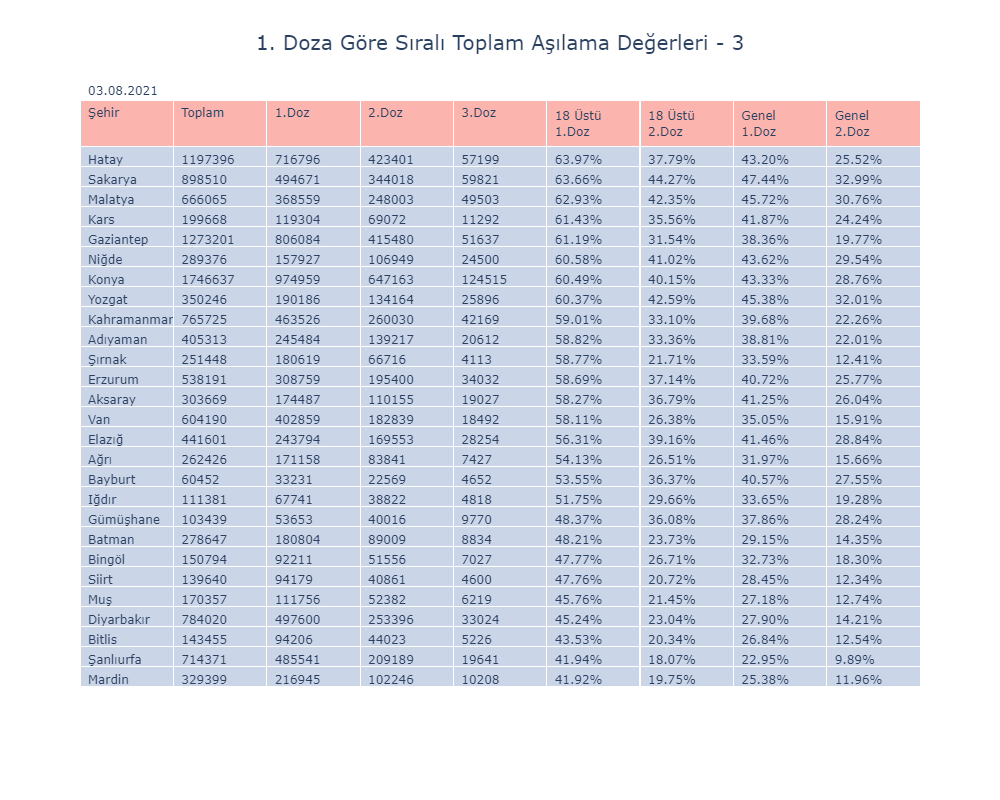 1. Doza Göre Sıralı Toplam Aşılama Değerleri - 3
03.08.2021
Şehir Toplam 1.Doz 2.Doz 3.Doz 18 Üstü 1.Doz 18 Üstü 2.Doz Genel 1.Doz Genel 2.Doz
Hatay 1197396 716796 423401 57199 63.97% 37.79% 43.20% 25.52%
Sakarya 898510 494671 344018 59821 63.66% 44.27% 47.44% 32.99%
Malatya 666065 368559 248003 49503 62.93% 42.35% 45.72% 30.76%
Kars 199668 119304 69072 11292 61.43% 35.56% 41.87% 24.24%
Gaziantep 1273201 806084 415480 51637 61.19% 31.54% 38.36% 19.77%
Niğde 289376 157927 106949 24500 60.58% 41.02% 43.62% 29.54%
Konya 1746637 974959 647163 124515 60.49% 40.15% 43.33% 28.76%
Yozgat 350246 190186 134164 25896 60.37% 42.59% 45.38% 32.01%
Kahramanmar 765725 463526 260030 42169 59.01% 33.10% 39.68% 22.26%
Adıyaman 405313 245484 139217 20612 58.82% 33.36% 38.81% 22.01%
Şırnak 251448 180619 66716 4113 58.77% 21.71% 33.59% 12.41%
Erzurum 538191 308759 195400 34032 58.69% 37.14% 40.72% 25.77%
Aksaray 303669 174487 110155 19027 58.27% 36.79% 41.25% 26.04%
Van 604190 402859 182839 18492 58.11% 26.38% 35.05% 15.91%
Elazığ 441601 243794 169553 28254 56.31% 39.16% 41.46% 28.84%
Ağrı 262426 171158 83841 7427 54.13% 26.51% 31.97% 15.66%
Bayburt 60452 33231 22569 4652 53.55% 36.37% 40.57% 27.55%
Iğdır 111381 67741 38822 4818 51.75% 29.66% 33.65% 19.28%
Gümüşhane 103439 53653 40016 9770 48.37% 36.08% 37.86% 28.24%
Batman 278647 180804 89009 8834 48.21% 23.73% 29.15% 14.35%
Bingöl 150794 92211 51556 7027 47.77% 26.71% 32.73% 18.30%
Siirt 139640 94179 40861 4600 47.76% 20.72% 28.45% 12.34%
Muş 170357 111756 52382 6219 45.76% 21.45% 27.18% 12.74%
Diyarbakır 784020 497600 253396 33024 45.24% 23.04% 27.90% 14.21%
Bitlis 143455 94206 44023 5226 43.53% 20.34% 26.84% 12.54%
Şanlıurfa 714371 485541 209189 19641 41.94% 18.07% 22.95% 9.89%
Mardin 329399 216945 102246 10208 41.92% 19.75% 25.38% 11.96%